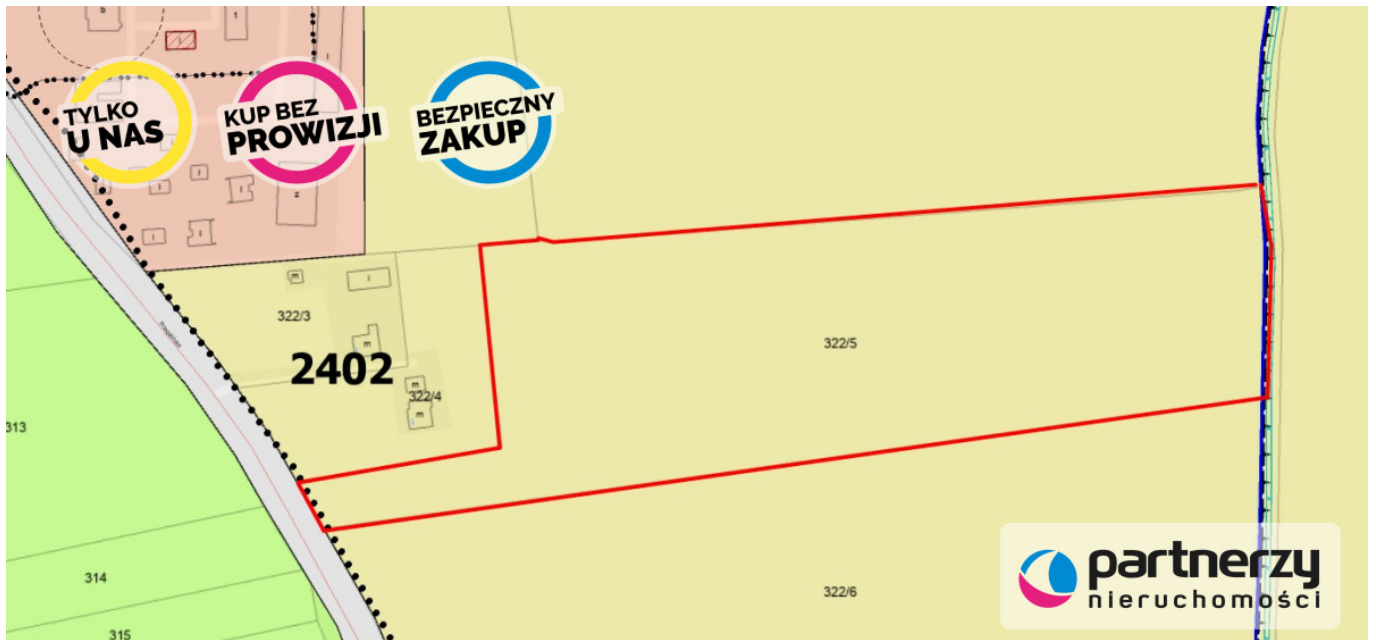 TYLKO
U NAS
KUP BEZ
PROWIZJI
BEZPIECZNY
ZAKUP
b
t
z
m
i
322/3
m
2402
m
322/4
m
322/5
313
314
315
322/6
partnerzy
nieruchomości